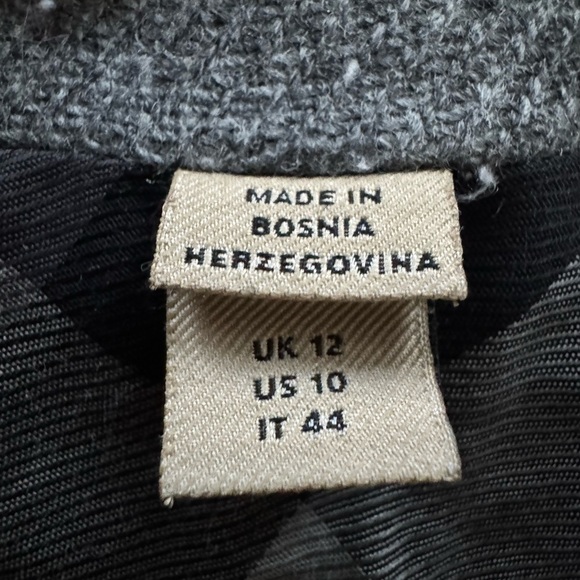 MADE IN
BOSNIA
HERZEGOVINA
UK 12
US 10
IT 44